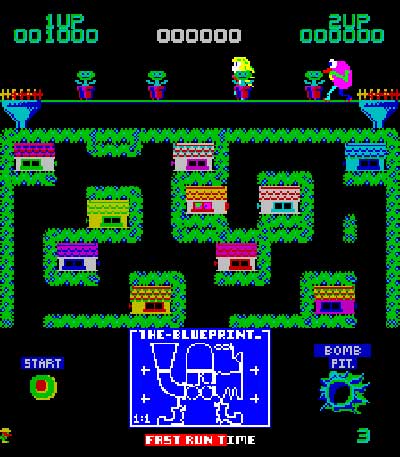 1UP 2UP
001000 000000 000000
THE-BLUEPRINT.
START
BOMB
PIT.
1:1
FAST RUN TIME
3